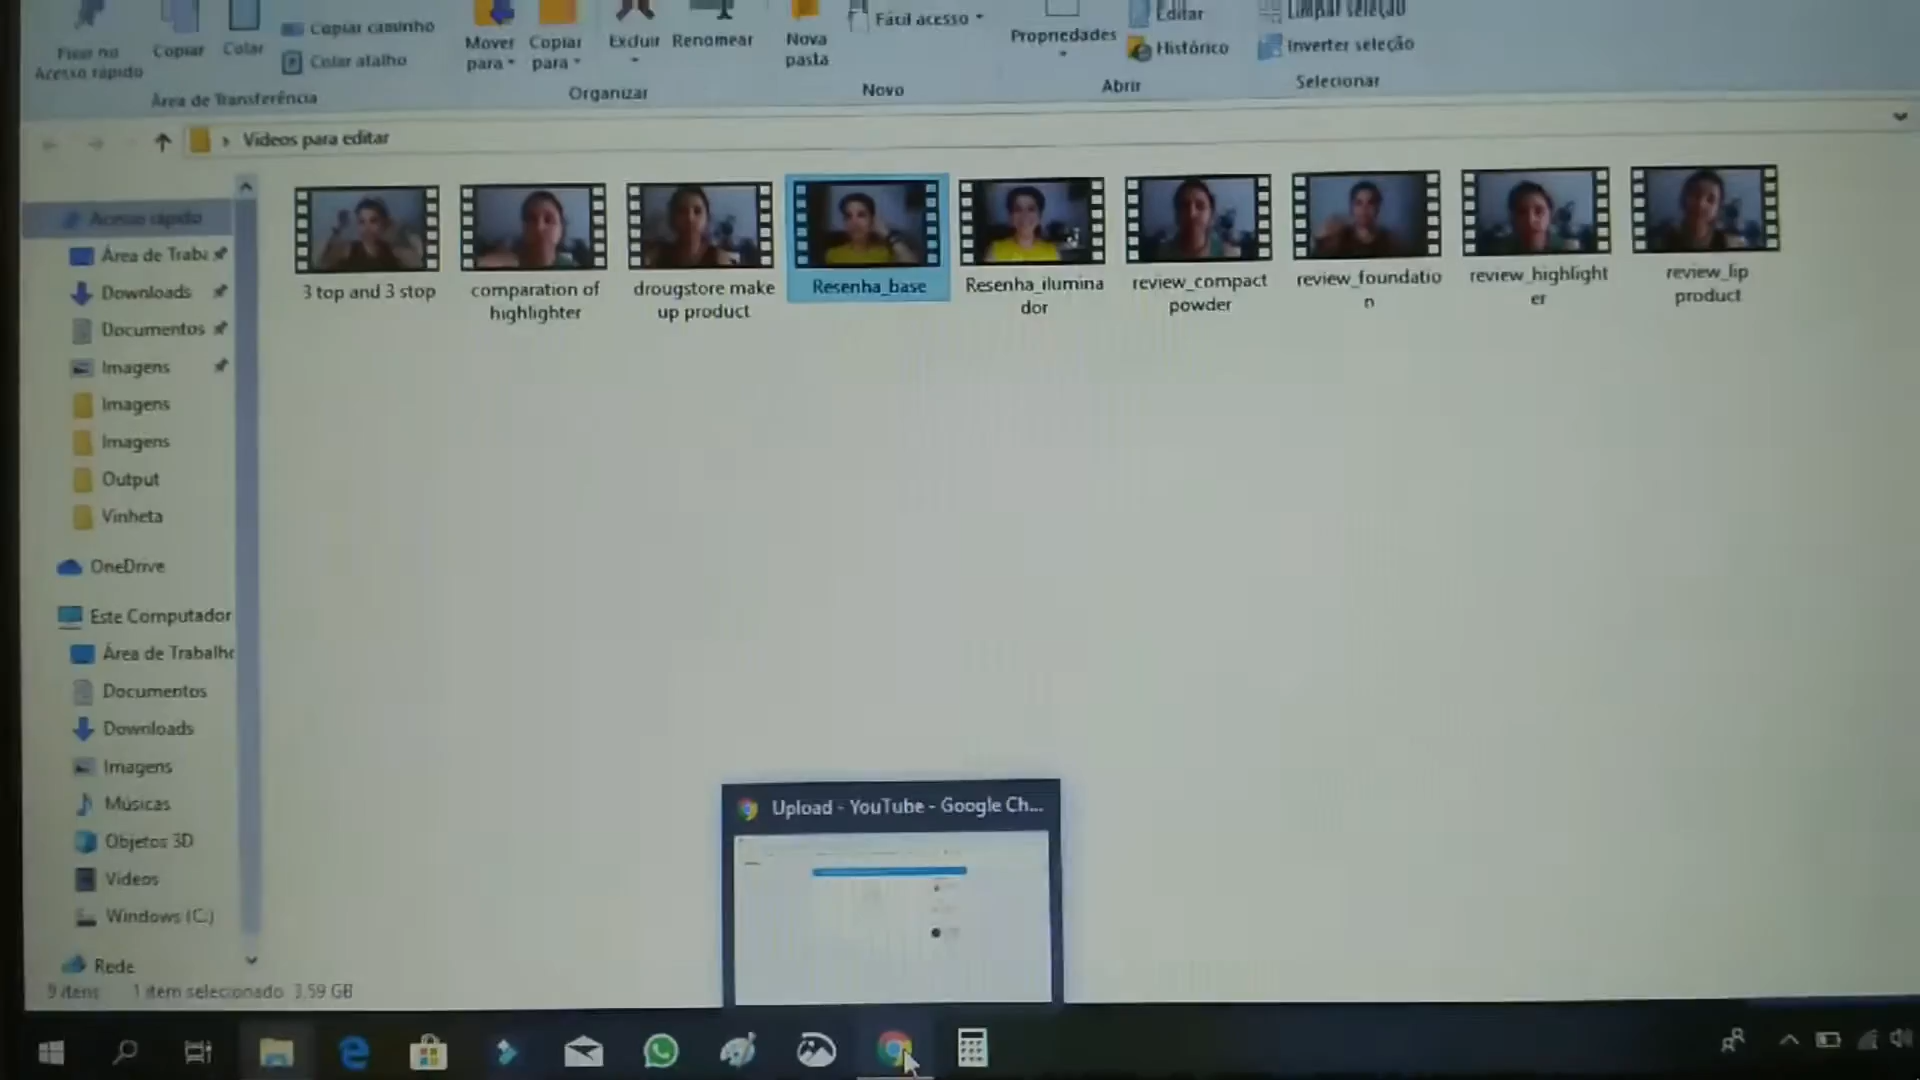 Fixar no
Acesso rápido
Copiar
Colar
Copiar caminho
Colar atalho
Área de Transferência
Mover
para
Copiar
para
Excluir
Renomear
Organizar
Nova
pasta
Fácil acesso
Novo
Propriedades
Editar
Histórico
Abrir
Limpar seleção
Inverter seleção
Selecionar
Videos para editar
Acesso rápido
Área de Traba
Downloads
Documentos
Imagens
Imagens
Imagens
Output
Vinheta
OneDrive
Este Computador
Área de Trabalho
Documentos
Downloads
Imagens
Músicas
Objetos 3D
Vídeos
Windows (C:)
Rede
3 top and 3 stop
comparation of
highlighter
drougstore make
up product
Resenha_base
Resenha_ilumina
dor
review_compact
powder
review_foundatio
n
review_highlight
er
review_lip
product
9 itens
1 item selecionado 3,59 GB
Upload - YouTube - Google Ch...